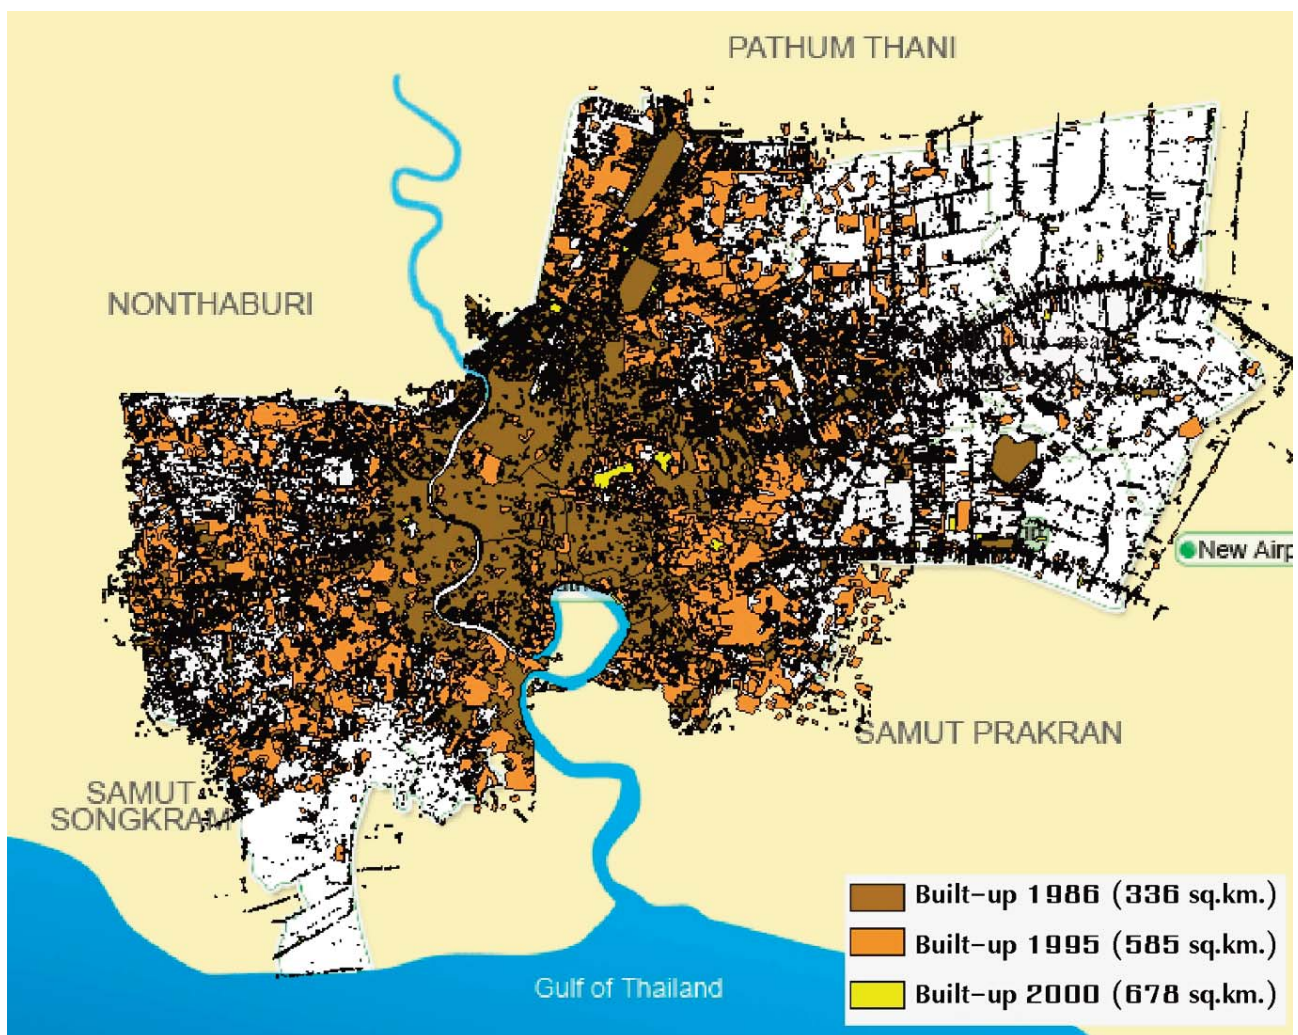 PATHUM THANI
NONTHABURI
New Airp
SAMUT PRAKRAN
SAMUT
SONGKRAM
Built-up 1986 (336 sq.km.)
Built-up 1995 (585 sq.km.)
Built-up 2000 (678 sq.km.)
Gulf of Thailand